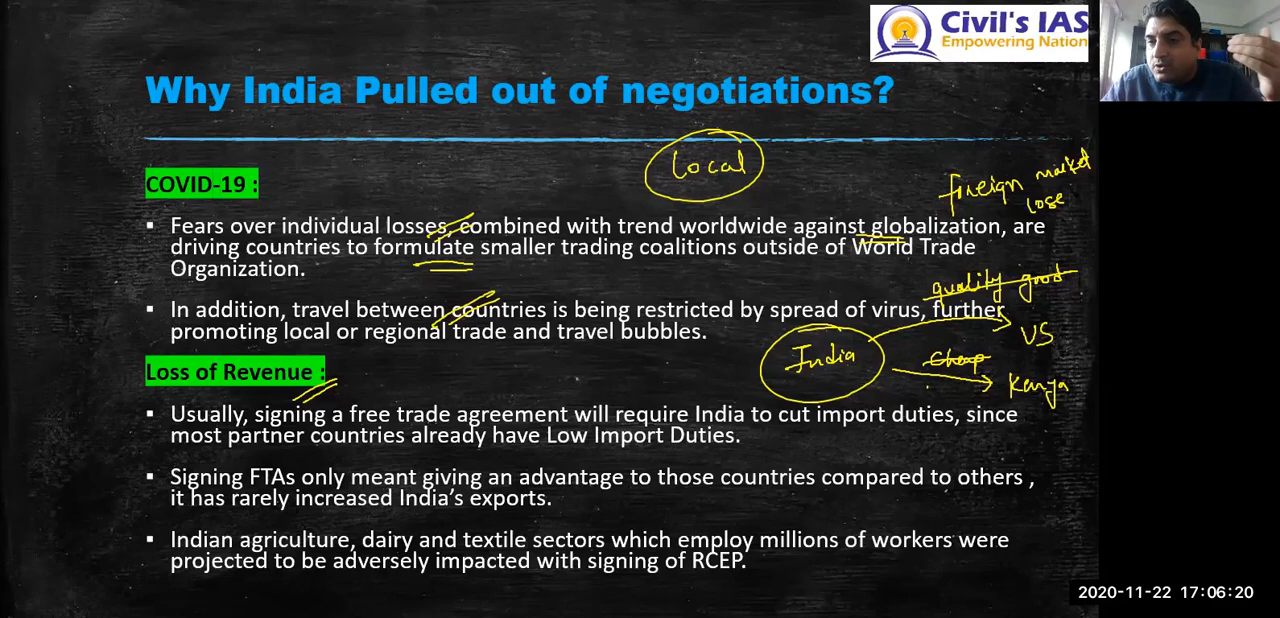 Civil's IAS
Empowering Nation
Why India Pulled out of negotiations?
Local
foreign market
lose
COVID-19 :
▪ Fears over individual losses, combined with trend worldwide against globalization, are
driving countries to formulate smaller trading coalitions outside of World Trade
Organization.
quality good
▪ In addition, travel between countries is being restricted by spread of virus, further
promoting local or regional trade and travel bubbles.
VS
India
Cheap
Kenya
Loss of Revenue :
▪ Usually, signing a free trade agreement will require India to cut import duties, since
most partner countries already have Low Import Duties.
▪ Signing FTAs only meant giving an advantage to those countries compared to others ,
it has rarely increased India's exports.
▪ Indian agriculture, dairy and textile sectors which employ millions of workers were
projected to be adversely impacted with signing of RCEP.
2020-11-22 17:06:20